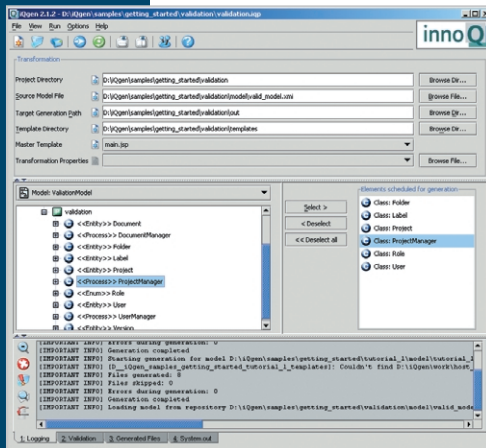 iQgen 2.1.2 - D:\iQgen\samples\getting_started\validation\validation.iqp
File View Run Options Help
innoQ
Transformation
Project Directory D:\iQgen\samples\getting_started\validation Browse Dir...
Source Model File D:\iQgen\samples\getting_started\validation\model\valid_model.xmi Browse File...
Target Generation Path D:\iQgen\samples\getting_started\validation\out Browse Dir...
Template Directory D:\iQgen\samples\getting_started\validation\templates Browse Dir...
Master Template main.jsp
Transformation Properties Browse File...
Model: ValiationModel
validation
<<Entity>> Document
<<Process>> DocumentManager
<<Entity>> Folder
<<Entity>> Label
<<Entity>> Project
<<Process>> ProjectManager
<<Enum>> Role
<<Entity>> User
<<Process>> UserManager
<<Entity>> Version
Select >
< Deselect
<< Deselect all
Elements scheduled for generation
Class: Folder
Class: Label
Class: Project
Class: ProjectManager
Class: Role
Class: User
[IMPORTANT INFO] Errors during generation: 0
[IMPORTANT INFO] Generation completed
[IMPORTANT INFO] Starting generation for model D:\iQgen\samples\getting_started\tutorial_1\model\tutorial_1
[IMPORTANT INFO] [D__iQgen_samples_getting_started_tutorial_1_templates]: Couldn't find D:\iQgen\work\host_
[IMPORTANT INFO] Files generated: 8
[IMPORTANT INFO] Files skipped: 0
[IMPORTANT INFO] Errors during generation: 0
[IMPORTANT INFO] Generation completed
[IMPORTANT INFO] Loading model from repository D:\iQgen\samples\getting_started\validation\model\valid_mode
1: Logging 2: Validation 3: Generated Files 4: System.out